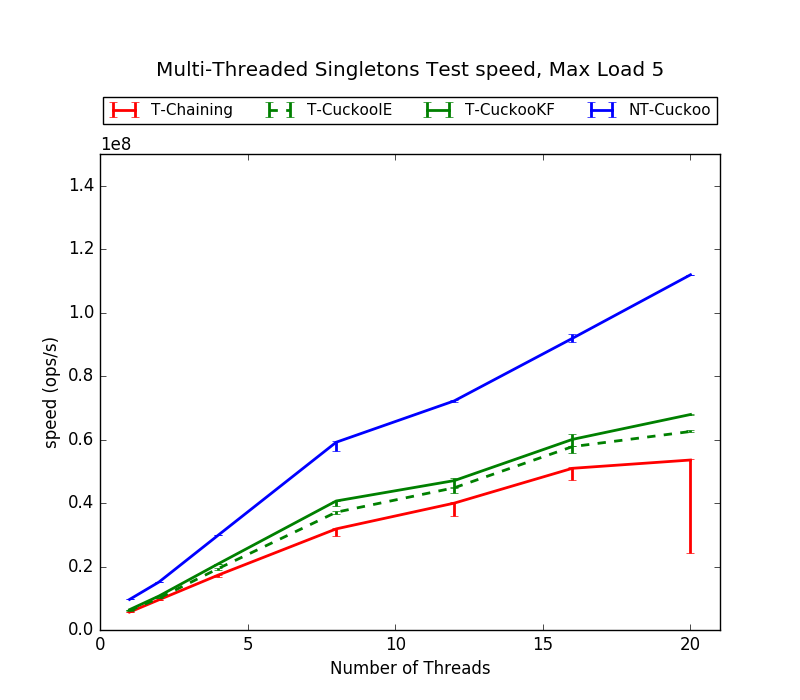 Multi-Threaded Singletons Test speed, Max Load 5
T-Chaining T-CuckooIE T-CuckooKF NT-Cuckoo
1e8
1.4
1.2
1.0
0.8
0.6
0.4
0.2
0.0
speed (ops/s)
0 5 10 15 20
Number of Threads